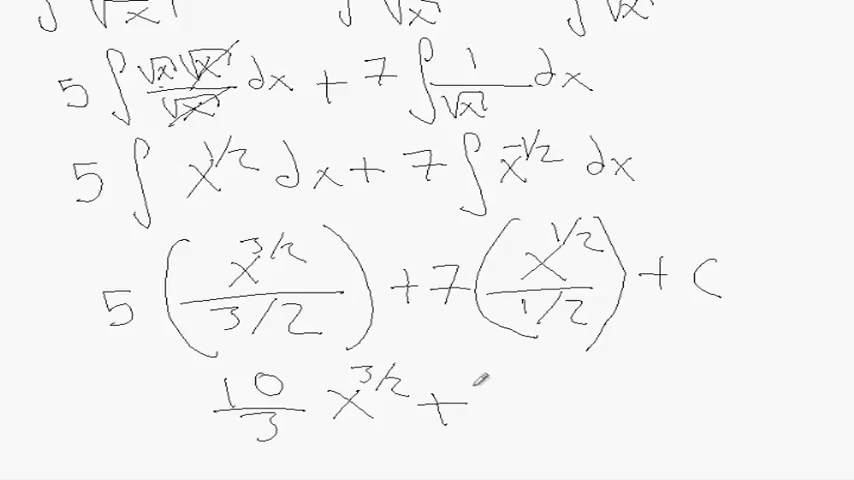 ∫ √x ∫ √x ∫ √x
5 ∫ √x √x / √x dx + 7 ∫ 1 / √x dx
5 ∫ x^1/2 dx + 7 ∫ x^-1/2 dx
5 (x^3/2 / 3/2) + 7 (x^1/2 / 1/2) + C
10/3 x^3/2 +